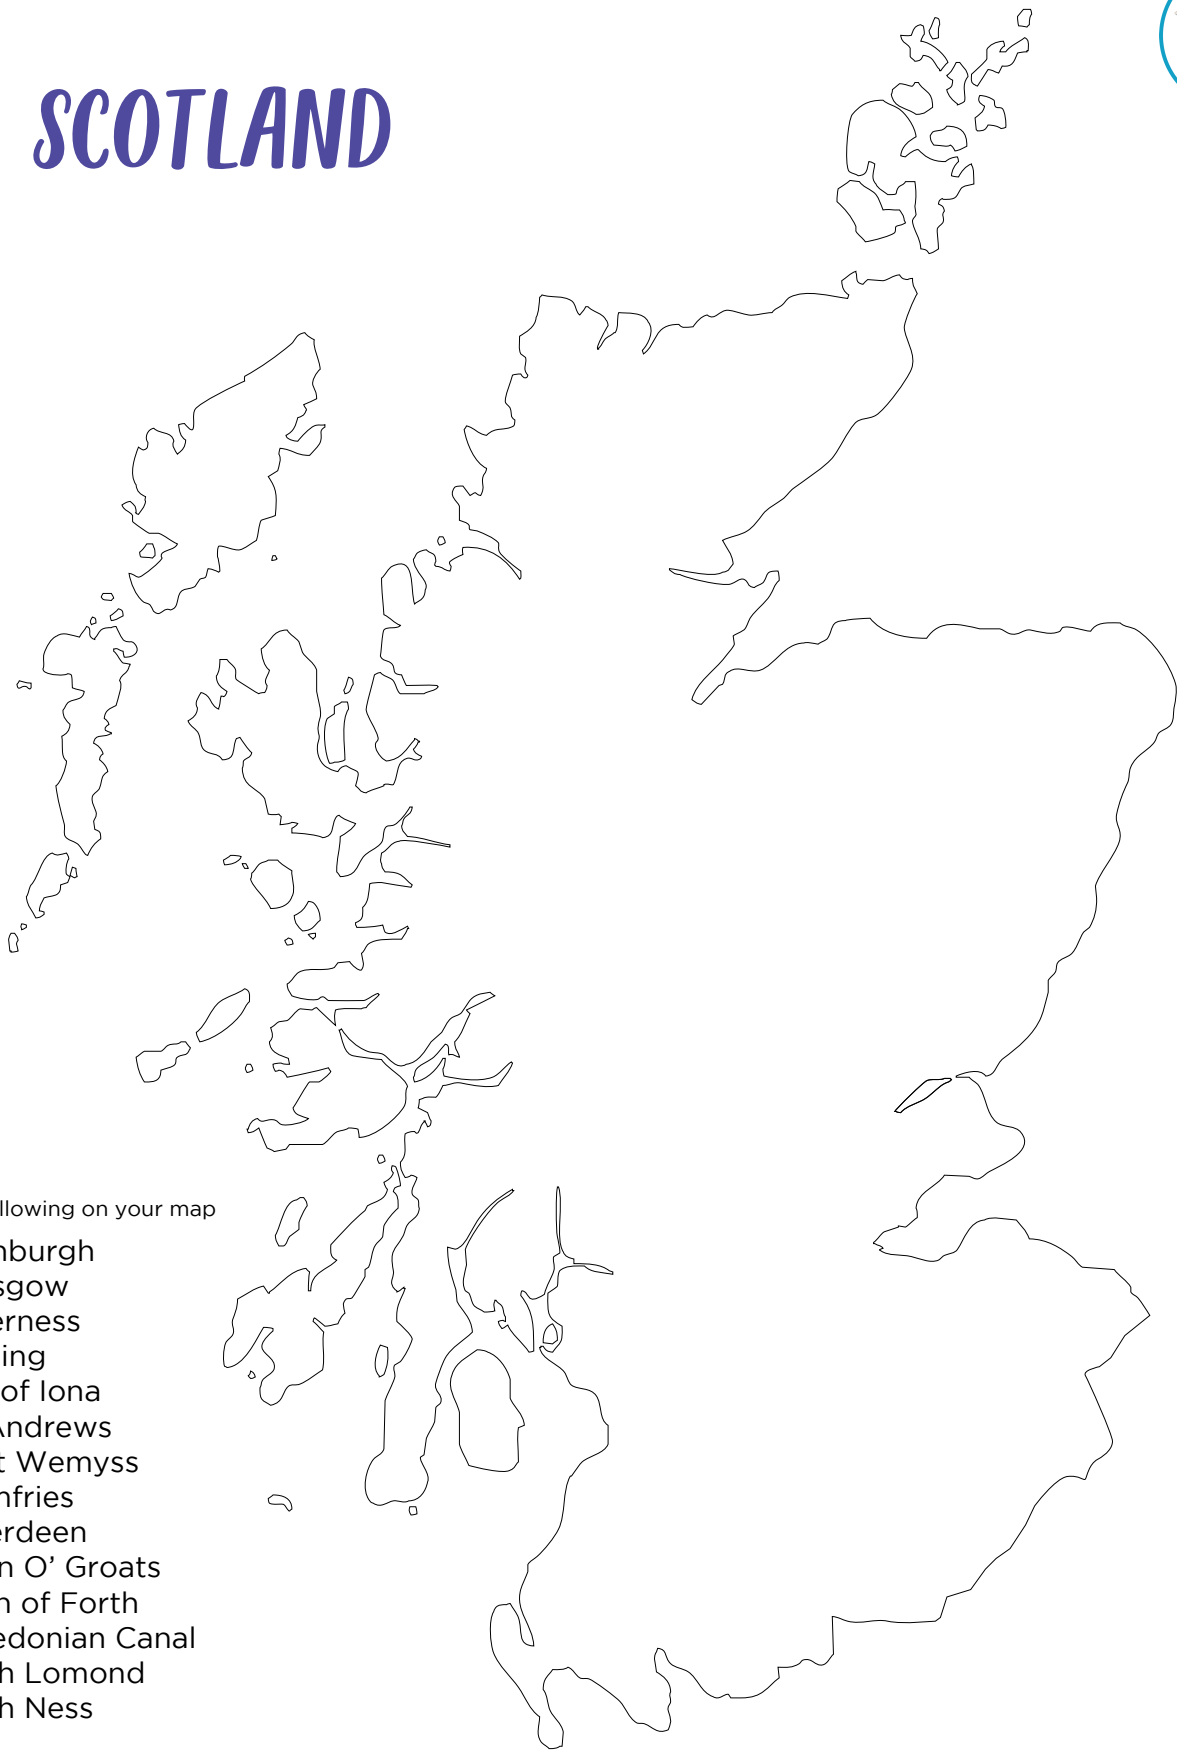 SCOTLAND
llowing on your map
nburgh
sgow
erness
ing
of Iona
Andrews
t Wemyss
nfries
erdeen
n O' Groats
h of Forth
edonian Canal
h Lomond
h Ness